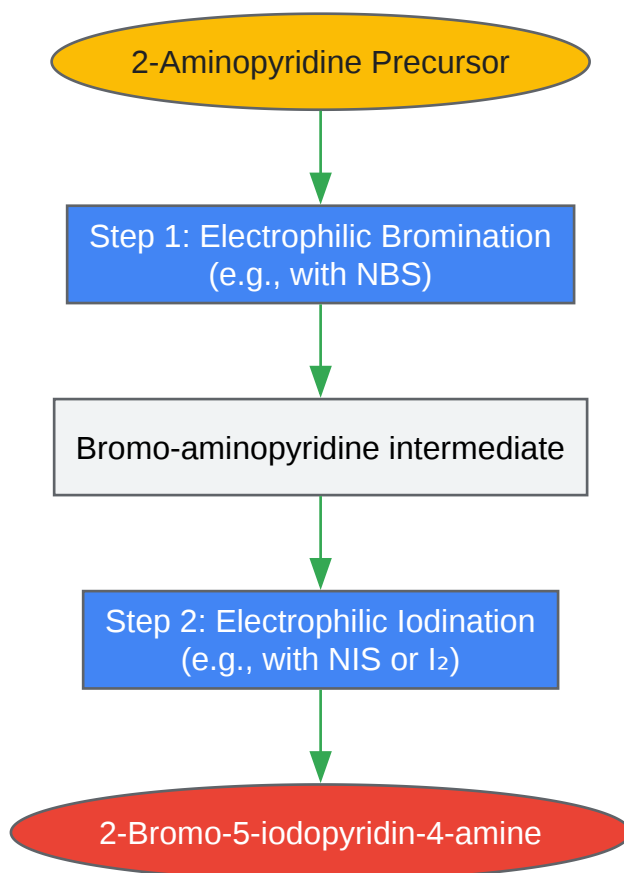 2-Aminopyridine Precursor
Step 1: Electrophilic Bromination
(e.g., with NBS)
Bromo-aminopyridine intermediate
Step 2: Electrophilic Iodination
(e.g., with NIS or I₂)
2-Bromo-5-iodopyridin-4-amine